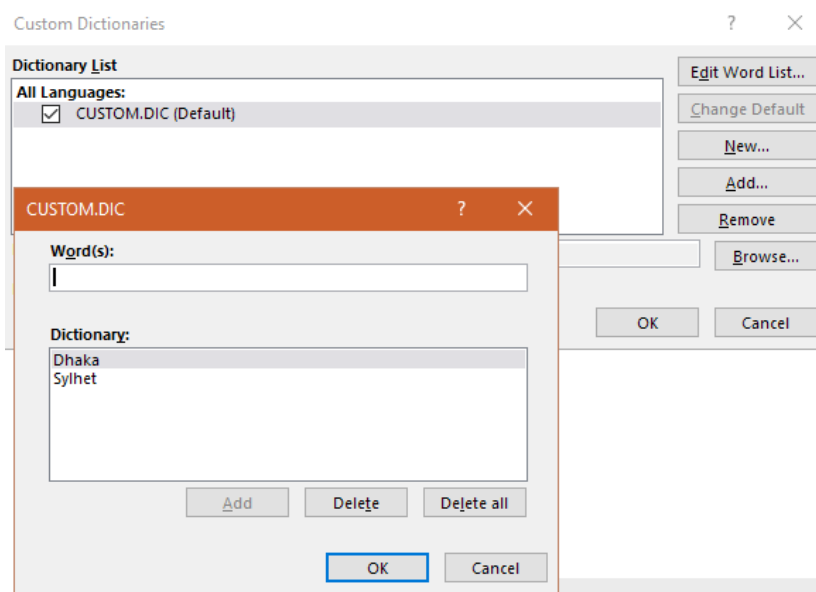 Custom Dictionaries
? ×
Dictionary List
All Languages:
CUSTOM.DIC (Default)
Edit Word List...
Change Default
New...
Add...
Remove
Browse...
OK
Cancel
CUSTOM.DIC
? ×
Word(s):
Dictionary:
Dhaka
Sylhet
Add
Delete
Delete all
OK
Cancel